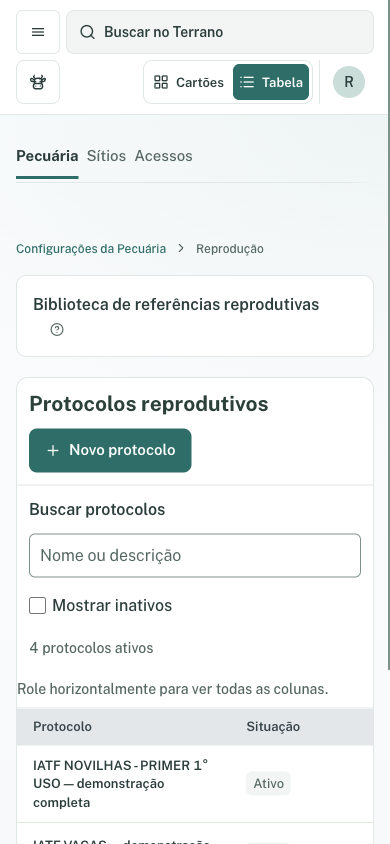 Buscar no Terrano
Cartões
Tabela
R
Pecuária
Sítios
Acessos
Configurações da Pecuária
Reprodução
Biblioteca de referências reprodutivas
Protocolos reprodutivos
Novo protocolo
Buscar protocolos
Nome ou descrição
Mostrar inativos
4 protocolos ativos
Role horizontalmente para ver todas as colunas.
Protocolo
Situação
IATF NOVILHAS - PRIMER 1°
USO — demonstração
completa
Ativo